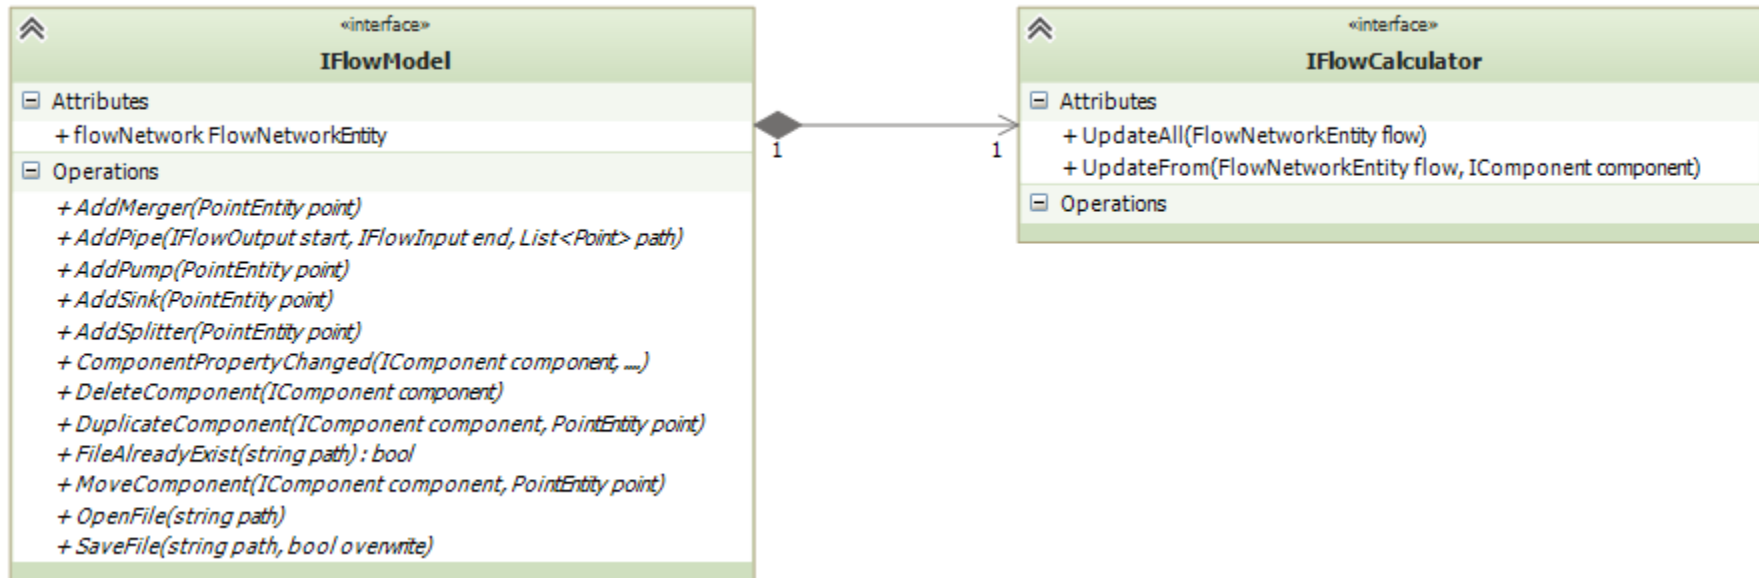 «interface»
IFlowModel
Attributes
+ flowNetwork FlowNetworkEntity
Operations
+ AddMerger(PointEntity point)
+ AddPipe(IFlowOutput start, IFlowInput end, List<Point> path)
+ AddPump(PointEntity point)
+ AddSink(PointEntity point)
+ AddSplitter(PointEntity point)
+ ComponentPropertyChanged(IComponent component, ....)
+ DeleteComponent(IComponent component)
+ DuplicateComponent(IComponent component, PointEntity point)
+ FileAlreadyExist(string path) : bool
+ MoveComponent(IComponent component, PointEntity point)
+ OpenFile(string path)
+ SaveFile(string path, bool overwrite)
1
1
«interface»
IFlowCalculator
Attributes
+ UpdateAll(FlowNetworkEntity flow)
+ UpdateFrom(FlowNetworkEntity flow, IComponent component)
Operations